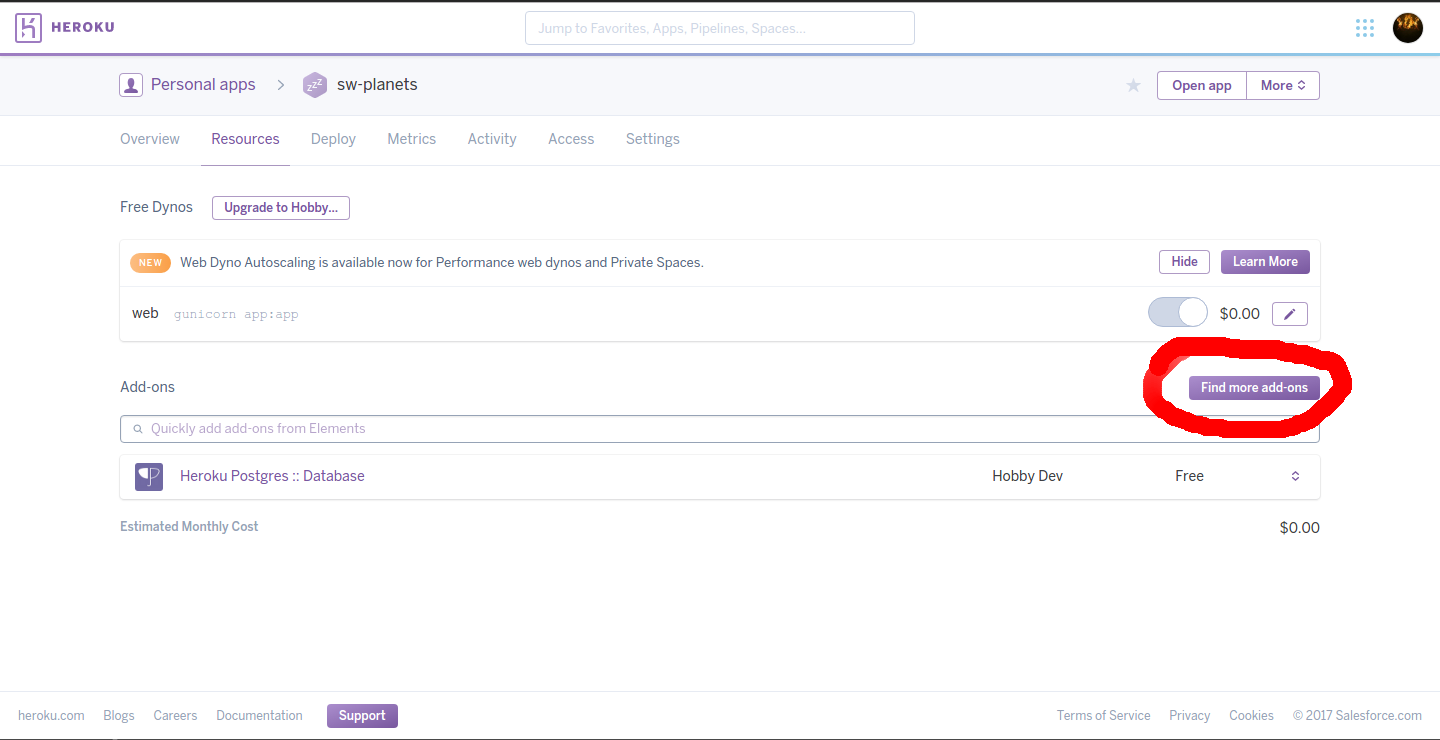 HEROKU
Jump to Favorites, Apps, Pipelines, Spaces...
Personal apps > zzZ sw-planets
Open app More
Overview Resources Deploy Metrics Activity Access Settings
Free Dynos Upgrade to Hobby...
NEW Web Dyno Autoscaling is available now for Performance web dynos and Private Spaces. Hide Learn More
web gunicorn app:app $0.00
Add-ons Find more add-ons
Quickly add add-ons from Elements
Heroku Postgres :: Database Hobby Dev Free
Estimated Monthly Cost $0.00
heroku.com Blogs Careers Documentation Support Terms of Service Privacy Cookies © 2017 Salesforce.com